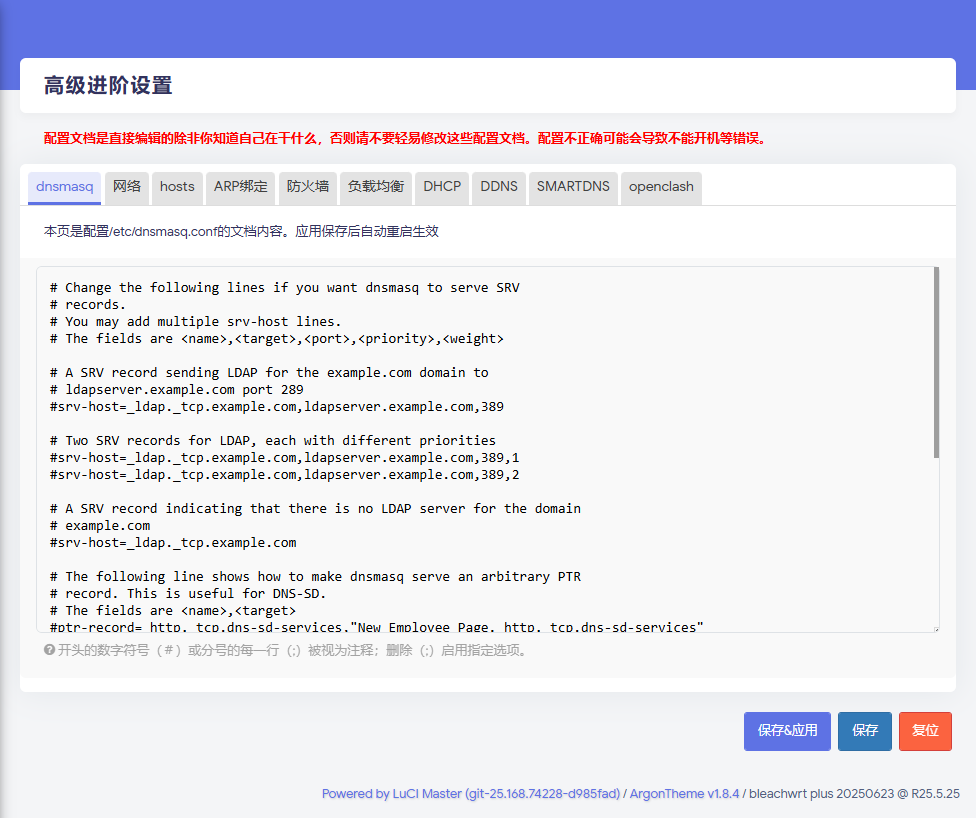 高级进阶设置
配置文档是直接编辑的除非你知道自己在干什么，否则请不要轻易修改这些配置文档。配置不正确可能会导致不能开机等错误。
dnsmasq 网络 hosts ARP绑定 防火墙 负载均衡 DHCP DDNS SMARTDNS openclash
本页是配置/etc/dnsmasq.conf的文档内容。应用保存后自动重启生效
# Change the following lines if you want dnsmasq to serve SRV
# records.
# You may add multiple srv-host lines.
# The fields are <name>,<target>,<port>,<priority>,<weight>
# A SRV record sending LDAP for the example.com domain to
# ldapserver.example.com port 289
#srv-host=_ldap._tcp.example.com,ldapserver.example.com,389
# Two SRV records for LDAP, each with different priorities
#srv-host=_ldap._tcp.example.com,ldapserver.example.com,389,1
#srv-host=_ldap._tcp.example.com,ldapserver.example.com,389,2
# A SRV record indicating that there is no LDAP server for the domain
# example.com
#srv-host=_ldap._tcp.example.com
# The following line shows how to make dnsmasq serve an arbitrary PTR
# record. This is useful for DNS-SD.
# The fields are <name>,<target>
#ptr-record=_http._tcp.dns-sd-services,"New Employee Page._http._tcp.dns-sd-services"
开头的数字符号（＃）或分号的每一行（;）被视为注释；删除（;）启用指定选项。
保存&应用 保存 复位
Powered by LuCI Master (git-25.168.74228-d985fad) / ArgonTheme v1.8.4 / bleachwrt plus 20250623 @ R25.5.25